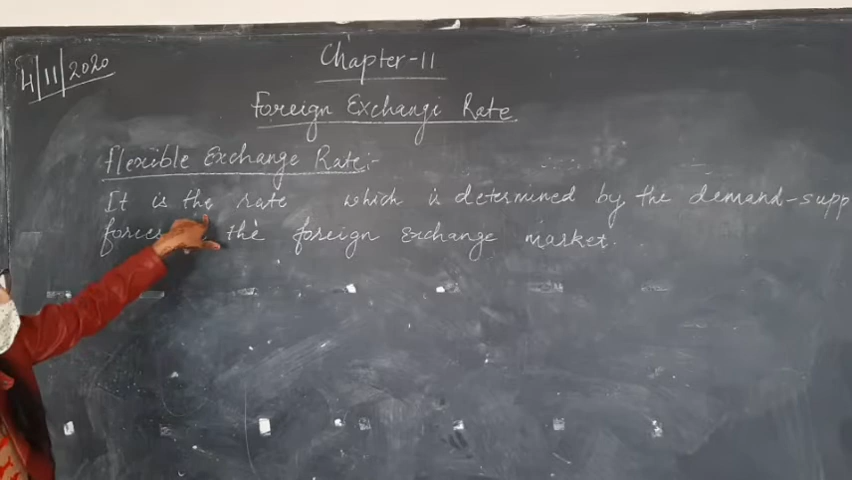 4/11/2020
Chapter-11
Foreign Exchange Rate
Flexible Exchange Rate:-
It is the rate which is determined by the demand-supp
forces the foreign exchange market.